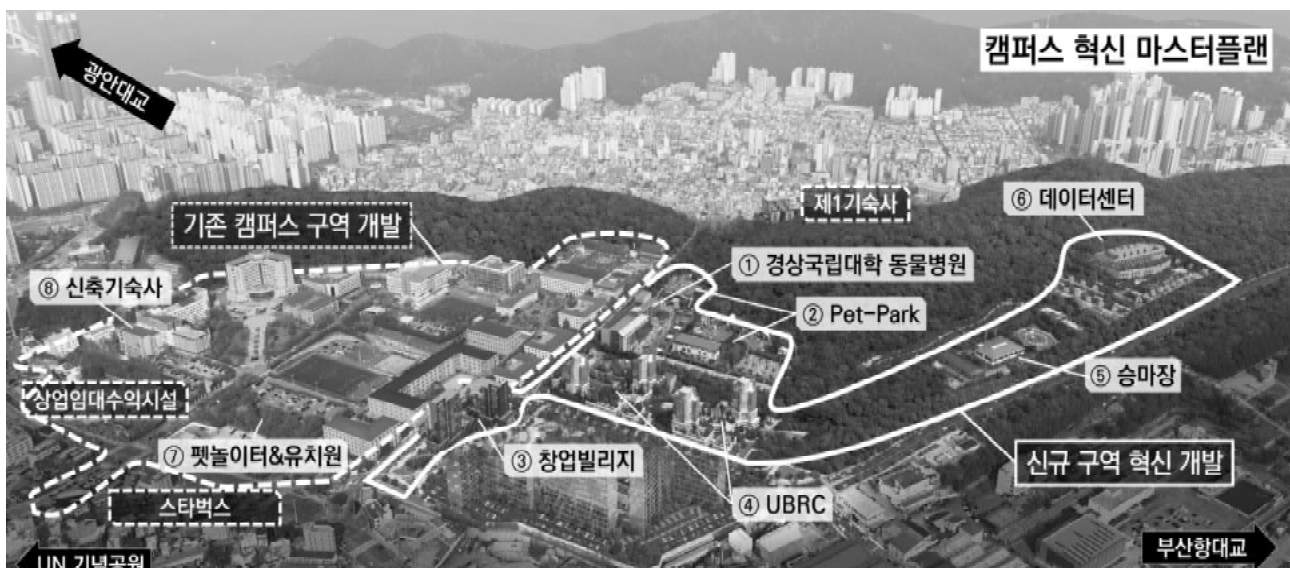 캠퍼스 혁신 마스터플랜
광안대교
제1기숙사
⑥ 데이터센터
기존 캠퍼스 구역 개발
① 경상국립대학 동물병원
⑧ 신축기숙사
② Pet-Park
⑤ 승마장
상업임대수익시설
⑦ 펫놀이터&유치원
③ 창업빌리지
신규 구역 혁신 개발
스타벅스
④ UBRC
부산항대교
UN 기념공원